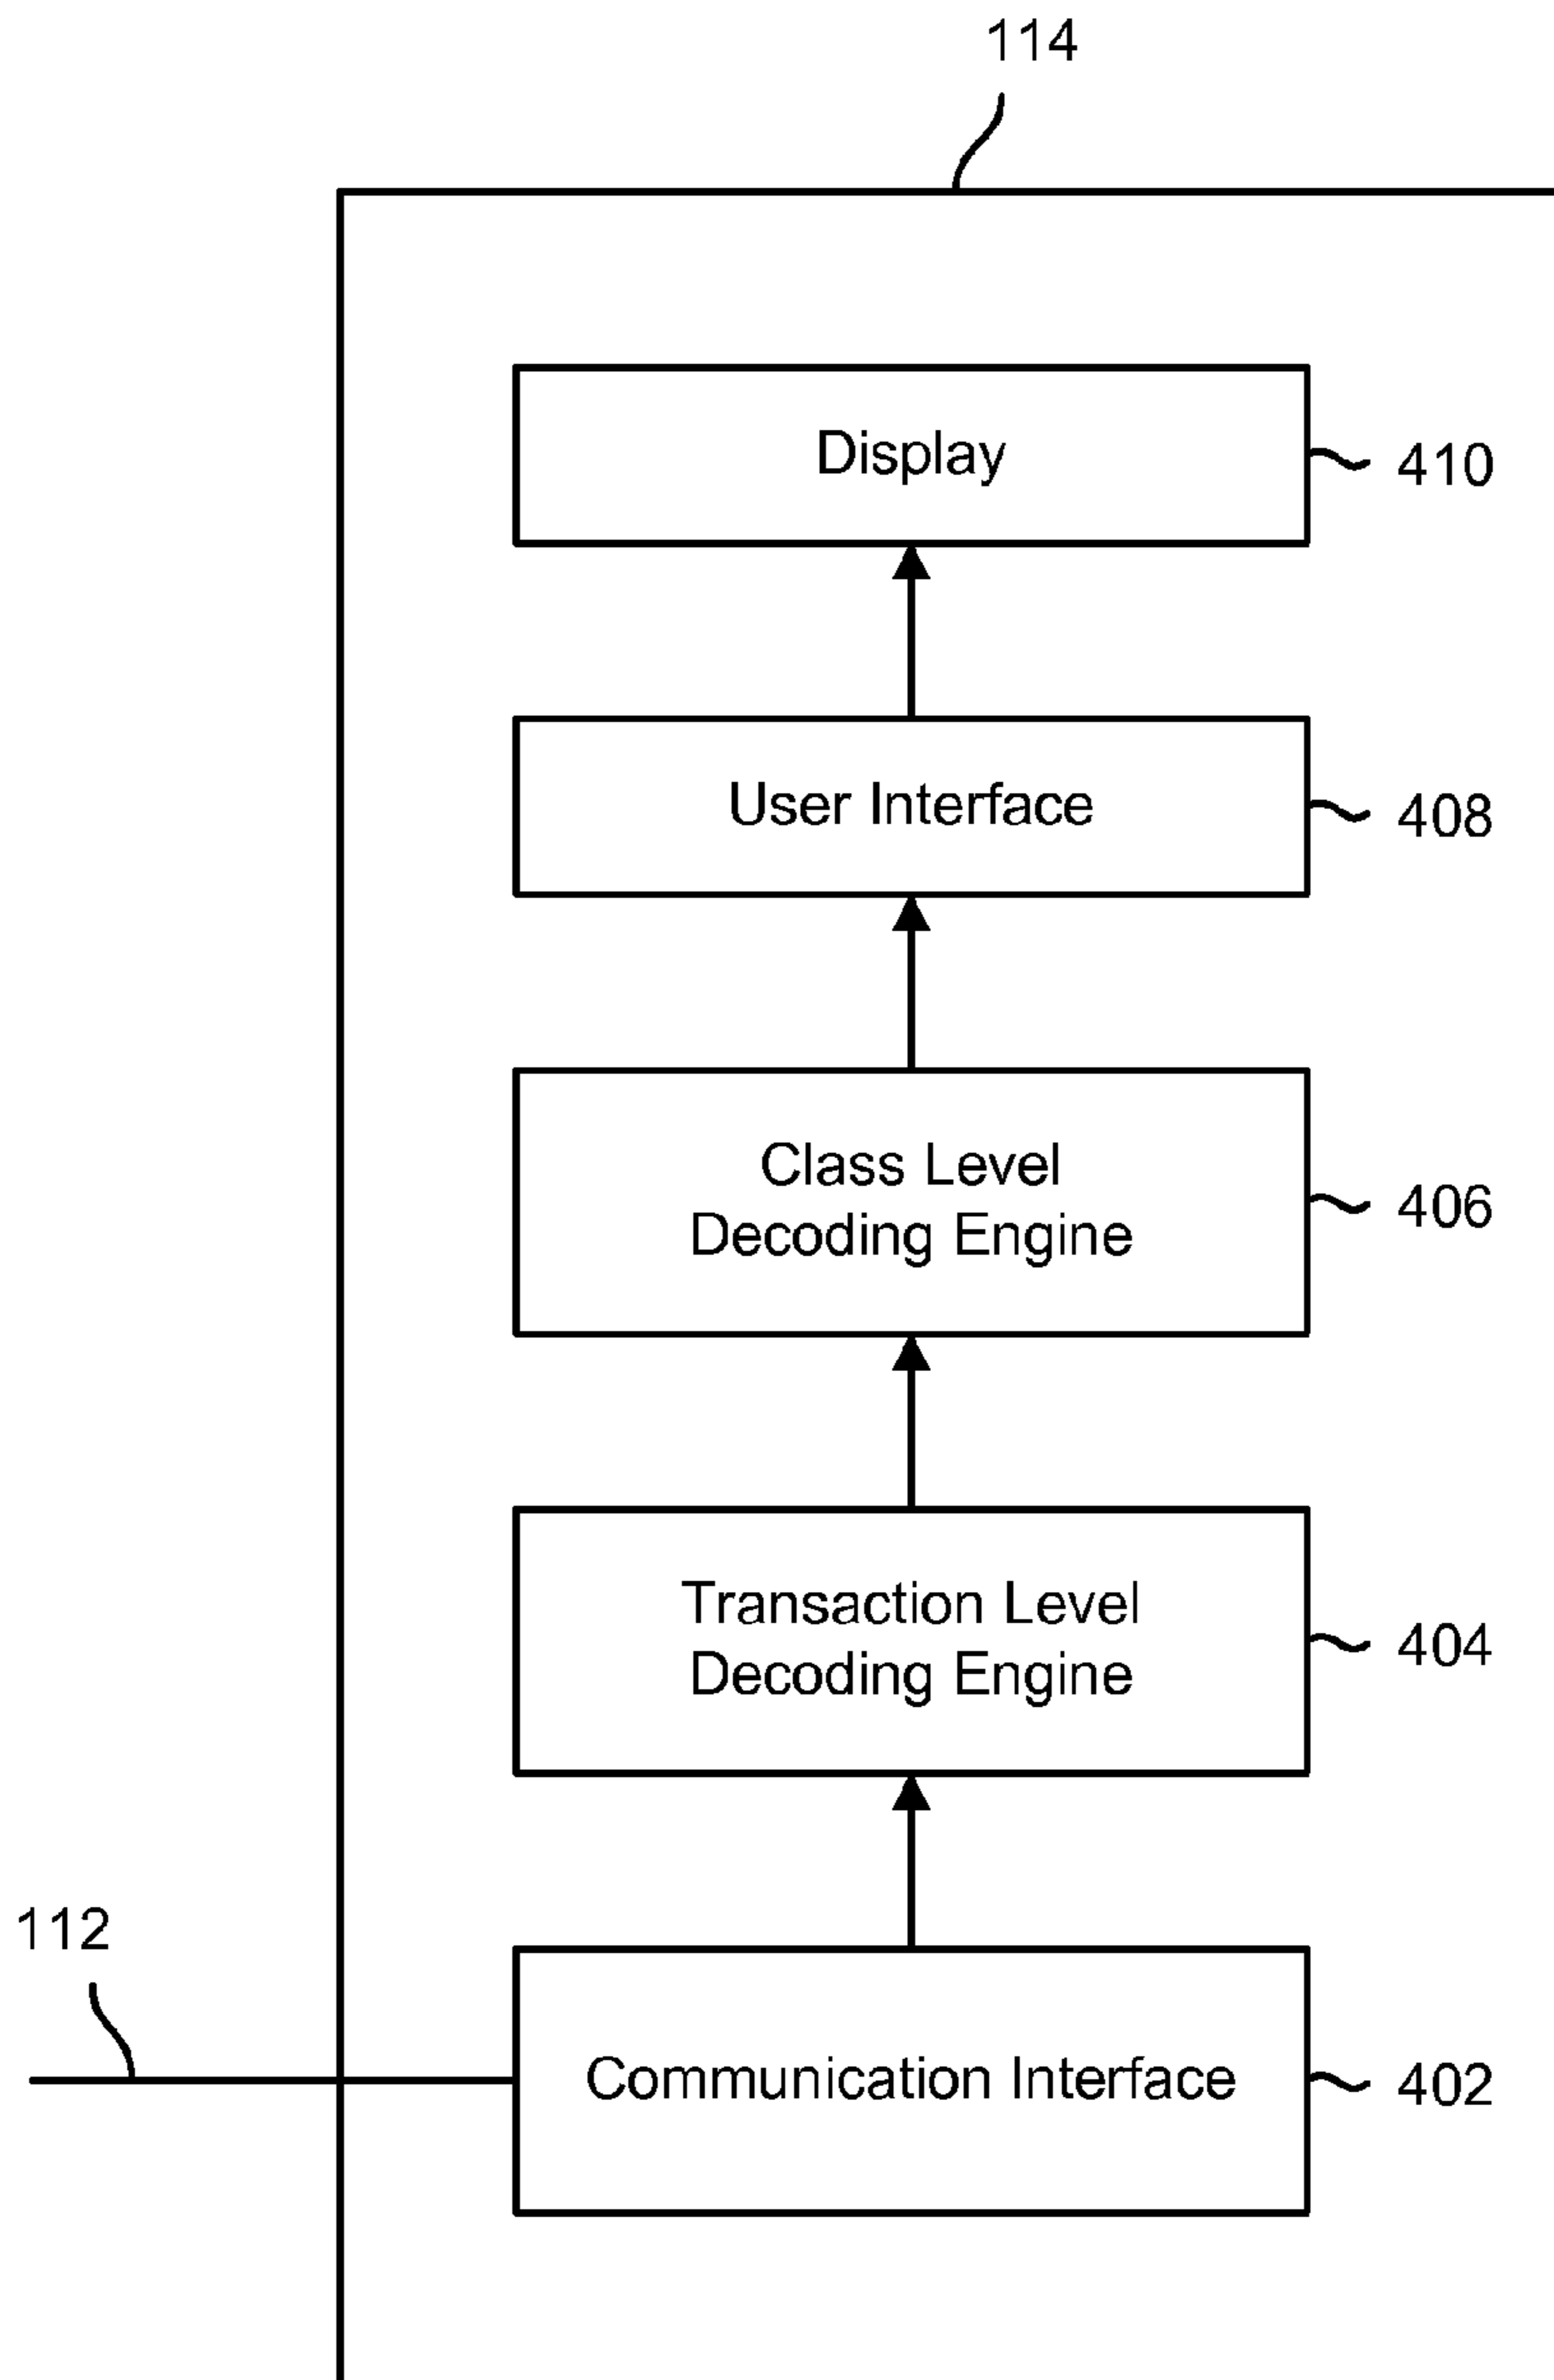 114
Display
410
User Interface
408
Class Level
Decoding Engine
406
Transaction Level
Decoding Engine
404
112
Communication Interface
402